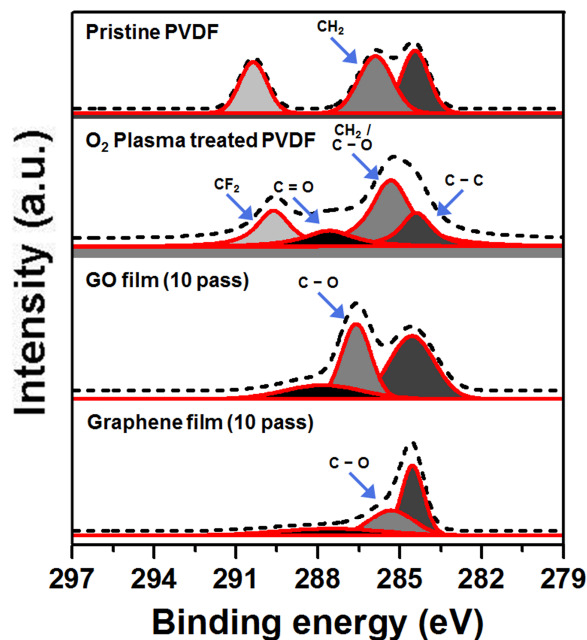 Pristine PVDF
CH2
O2 Plasma treated PVDF
CH2 /
C – O
CF2
C = O
C – C
GO film (10 pass)
C – O
Graphene film (10 pass)
C – O
Intensity (a.u.)
297 294 291 288 285 282 279
Binding energy (eV)